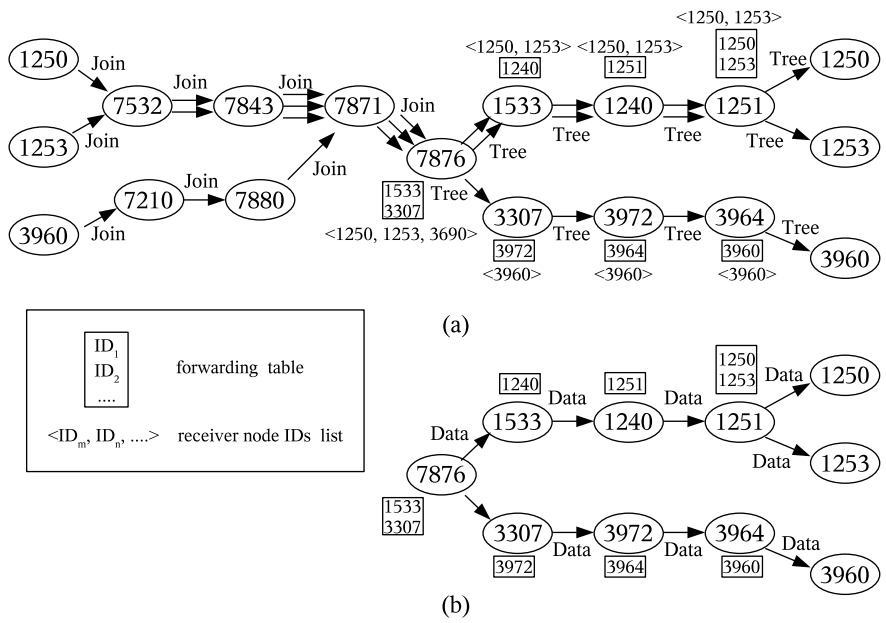 <1250, 1253>
<1250, 1253> <1250, 1253>
1250
1253
1240
1251
1250
Join
7532
Join
7843
Join
7871
Join
1533
1240
1251
Tree
1250
1253
Join
Tree
Tree
Tree
Tree
1253
7876
3960
Join
7210
Join
7880
Join
Tree
1533
3307
<1250, 1253, 3690>
3307
Tree
3972
Tree
3964
Tree
3960
3972
3964
3960
<3960>
<3960>
<3960>
(a)
ID1
ID2
....
forwarding table
<IDm, IDn, ....> receiver node IDs list
1240
1251
1250
1253
Data
1533
Data
1240
Data
1251
Data
1250
Data
1253
7876
1533
3307
3307
Data
3972
Data
3964
Data
3960
3972
3964
3960
(b)